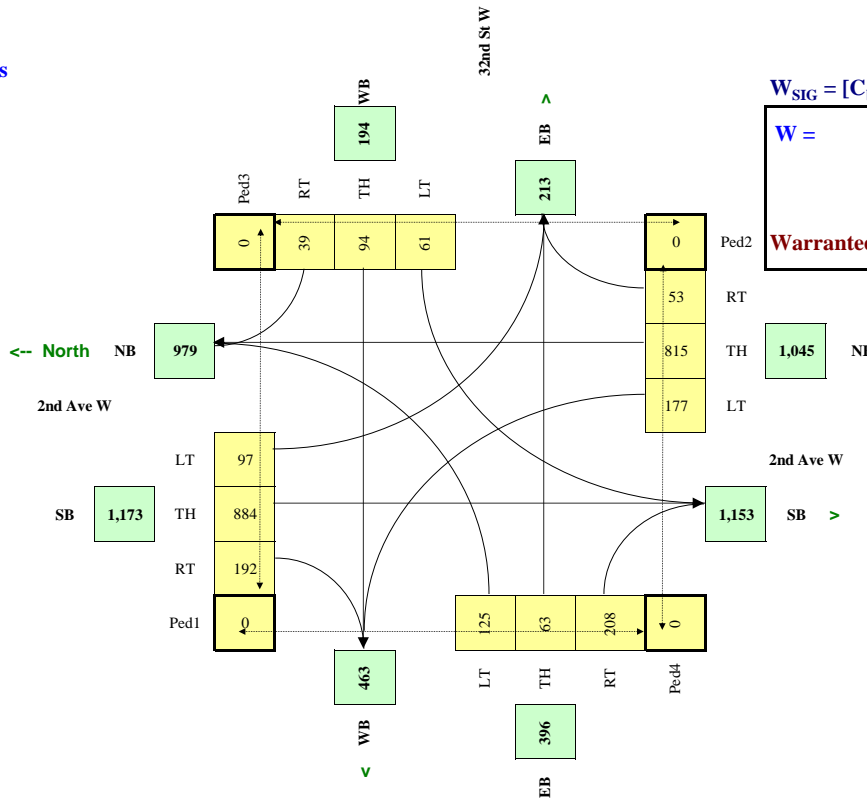 32nd St W
s
WB
^
W_SIG = [C
194
EB
W =
Ped3
RT
TH
LT
213
0
39
94
61
0
Ped2
Warranted
53
RT
<-- North
NB
979
815
TH
1,045
2nd Ave W
177
LT
LT
97
2nd Ave W
SB
1,173
TH
884
1,153
SB
>
RT
192
Ped1
0
125
63
208
0
463
LT
TH
RT
Ped4
WB
396
v
EB